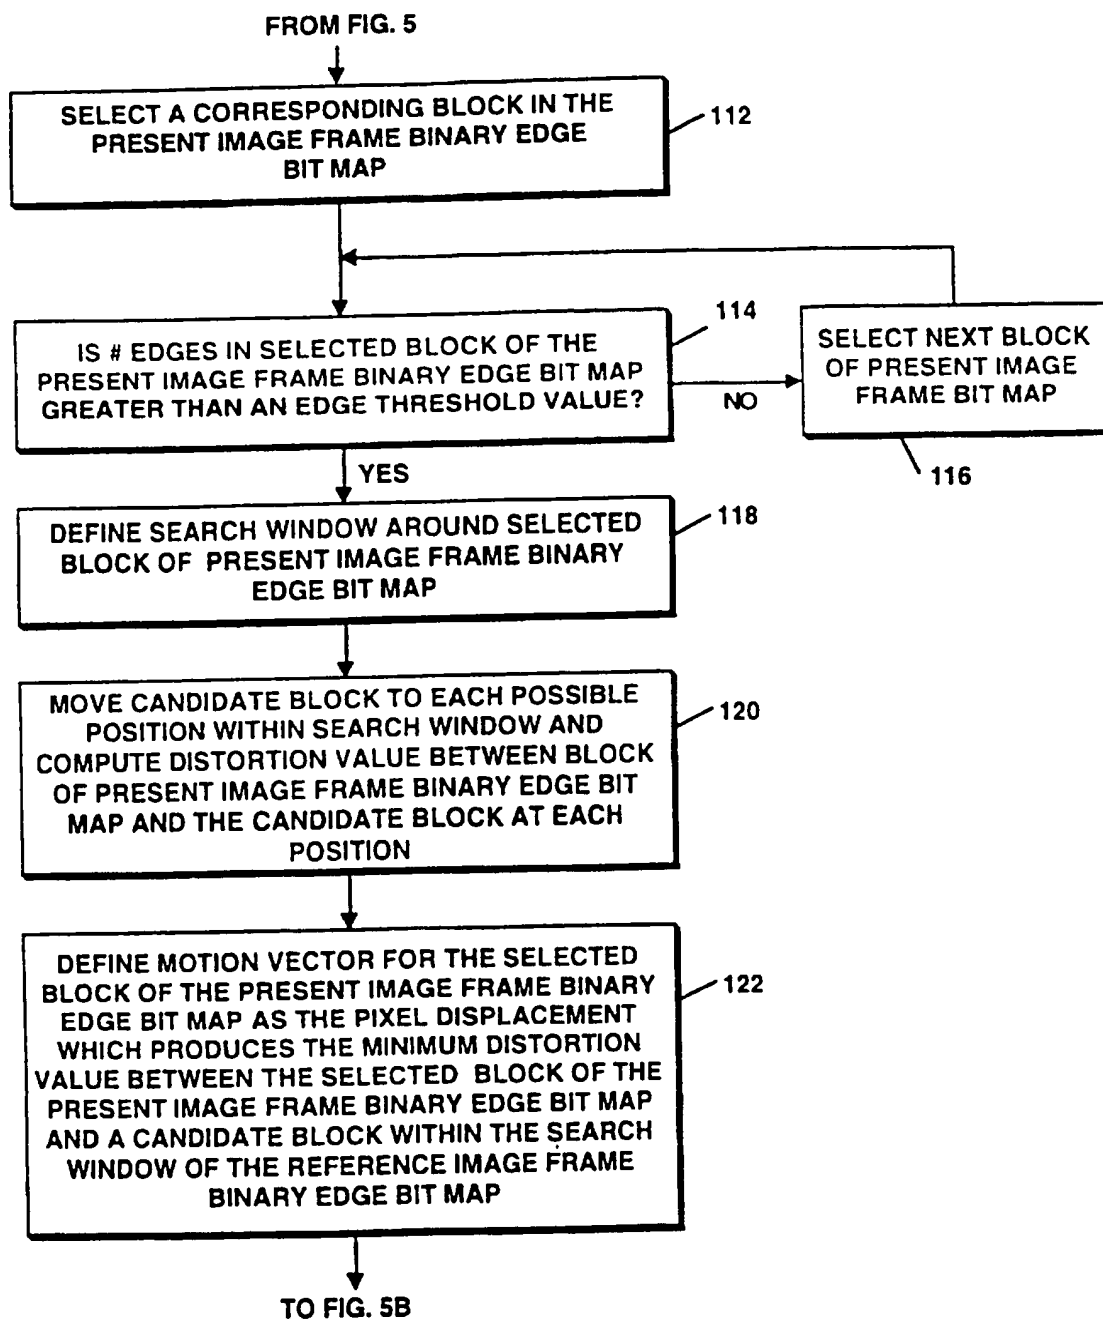 FROM FIG. 5
SELECT A CORRESPONDING BLOCK IN THE
PRESENT IMAGE FRAME BINARY EDGE
BIT MAP
112
IS # EDGES IN SELECTED BLOCK OF THE
PRESENT IMAGE FRAME BINARY EDGE BIT MAP
GREATER THAN AN EDGE THRESHOLD VALUE?
114
NO
SELECT NEXT BLOCK
OF PRESENT IMAGE
FRAME BIT MAP
116
YES
DEFINE SEARCH WINDOW AROUND SELECTED
BLOCK OF PRESENT IMAGE FRAME BINARY
EDGE BIT MAP
118
MOVE CANDIDATE BLOCK TO EACH POSSIBLE
POSITION WITHIN SEARCH WINDOW AND
COMPUTE DISTORTION VALUE BETWEEN BLOCK
OF PRESENT IMAGE FRAME BINARY EDGE BIT
MAP AND THE CANDIDATE BLOCK AT EACH
POSITION
120
DEFINE MOTION VECTOR FOR THE SELECTED
BLOCK OF THE PRESENT IMAGE FRAME BINARY
EDGE BIT MAP AS THE PIXEL DISPLACEMENT
WHICH PRODUCES THE MINIMUM DISTORTION
VALUE BETWEEN THE SELECTED BLOCK OF THE
PRESENT IMAGE FRAME BINARY EDGE BIT MAP
AND A CANDIDATE BLOCK WITHIN THE SEARCH
WINDOW OF THE REFERENCE IMAGE FRAME
BINARY EDGE BIT MAP
122
TO FIG. 5B